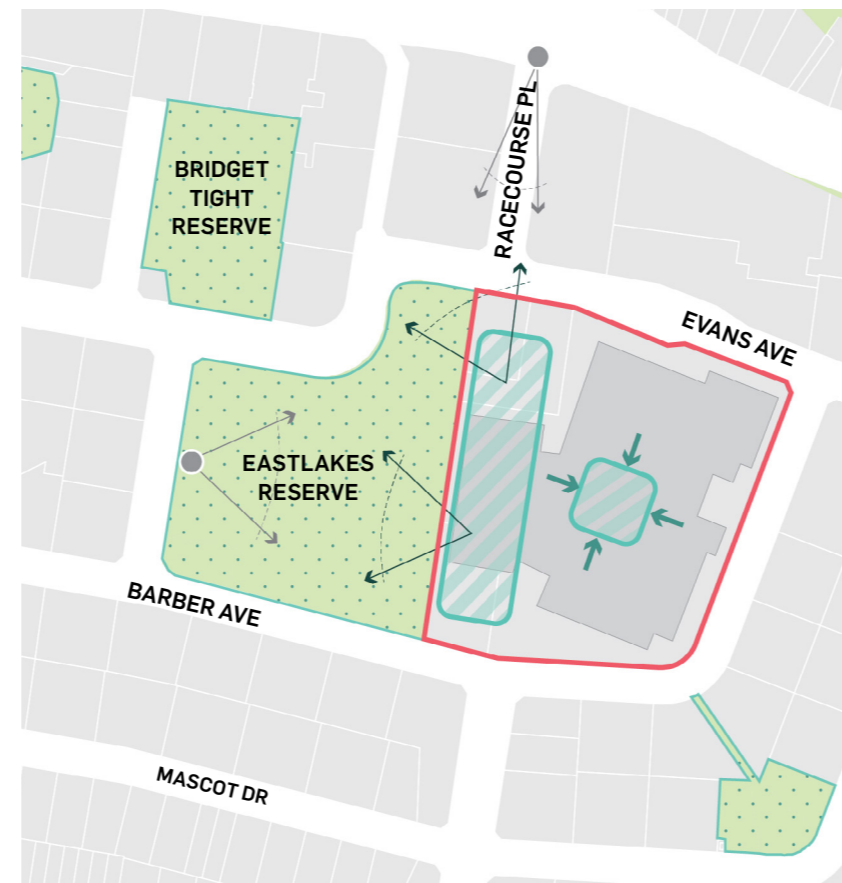 RACECOURSE PL
BRIDGET
TIGHT
RESERVE
EVANS AVE
EASTLAKES
RESERVE
BARBER AVE
MASCOT DR